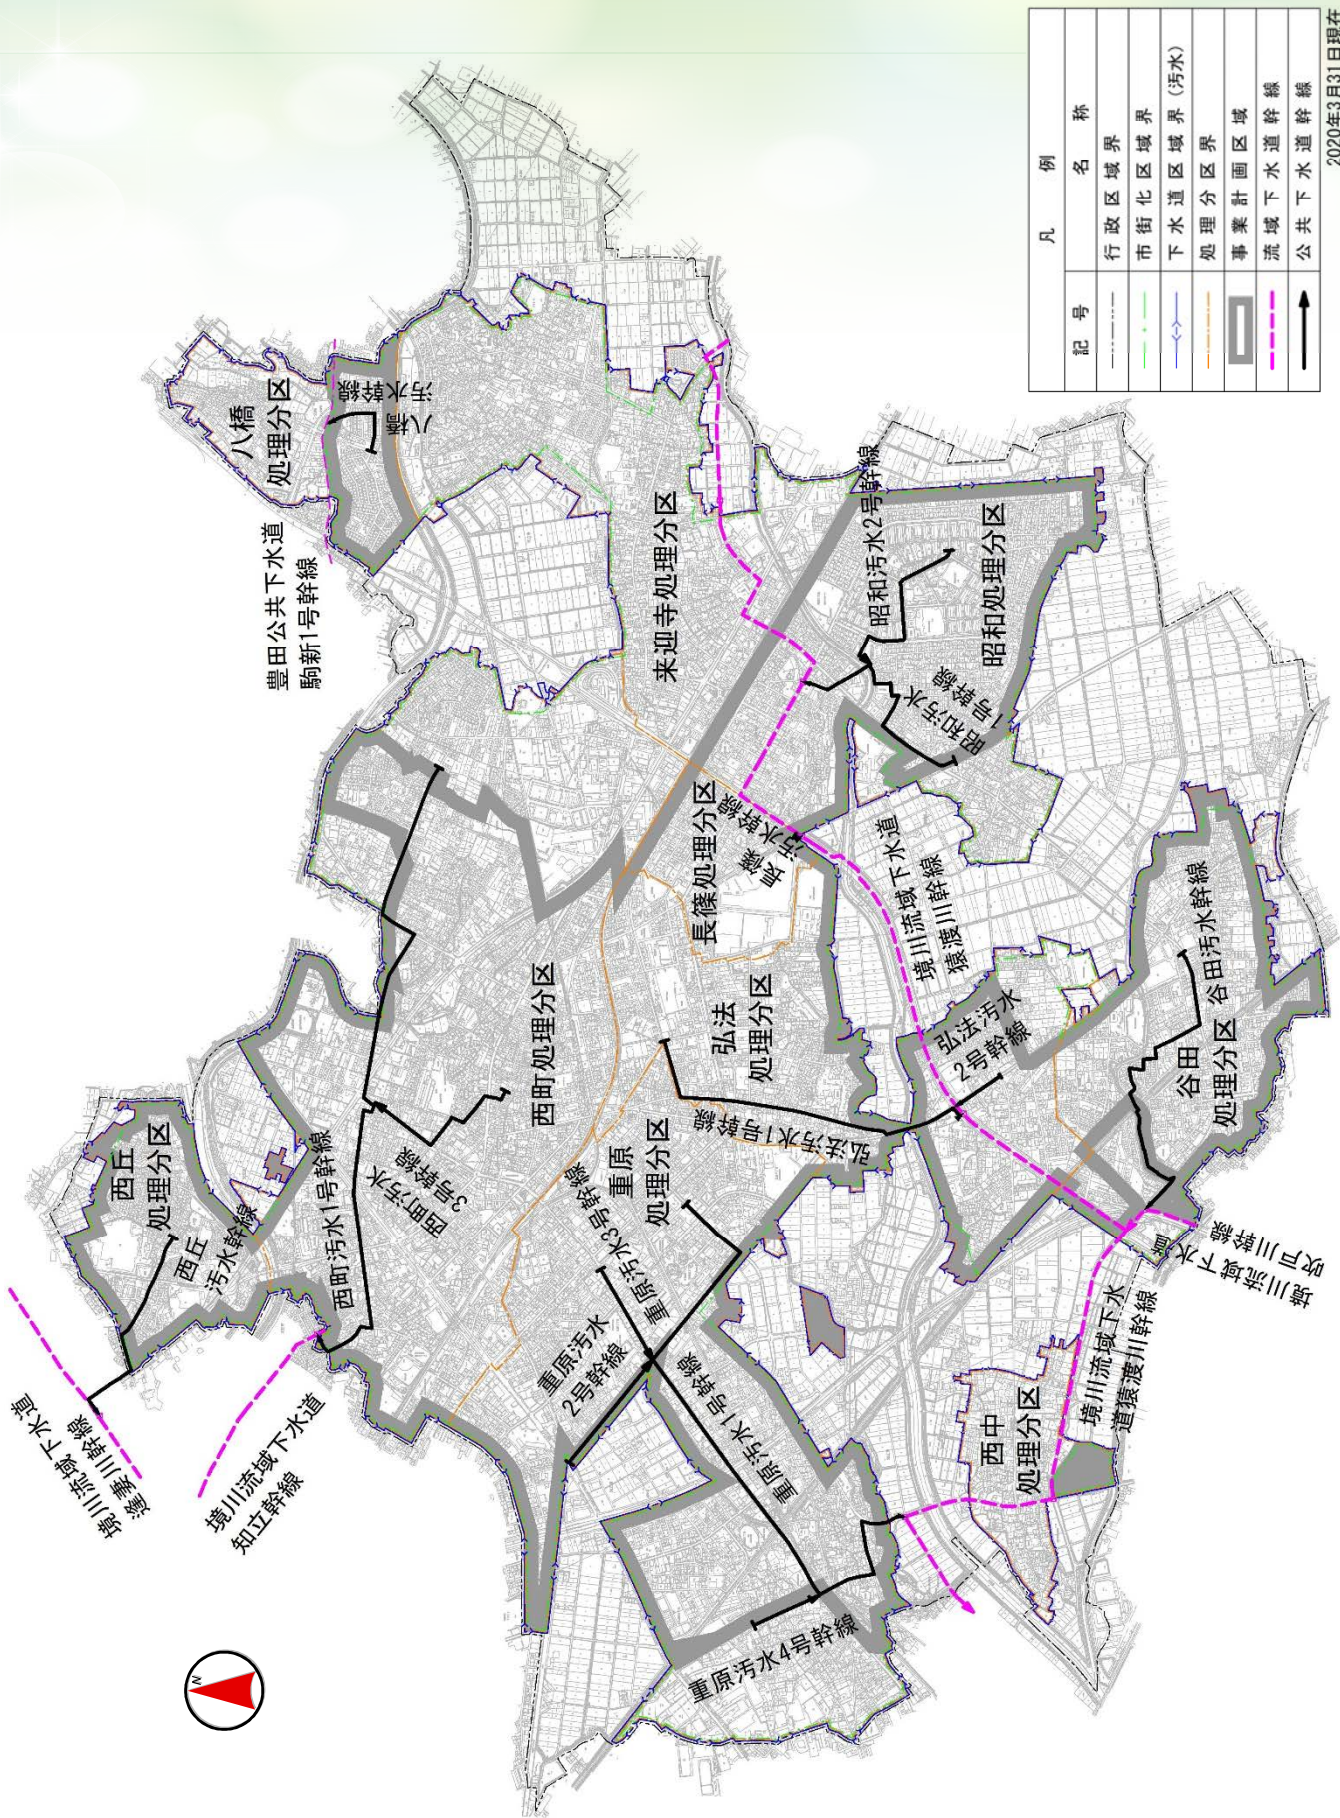 八橋
処理分区
八橋
汚水幹線
豊田公共下水道
駒新1号幹線
来迎寺処理分区
昭和汚水2号幹線
昭和処理分区
昭和汚水
1号幹線
長篠処理分区
長篠
汚水幹線
境川流域下水道
猿渡川幹線
西町処理分区
弘法
処理分区
弘法汚水
2号幹線
弘法汚水1号幹線
谷田汚水幹線
谷田
処理分区
西丘
処理分区
西丘
汚水幹線
西町汚水1号幹線
西町汚水
3号幹線
重原
処理分区
重原汚水3号幹線
重原汚水
2号幹線
重原汚水1号幹線
重原汚水4号幹線
境川流域下水道
逢妻川幹線
境川流域下水道
知立幹線
境川流域下水道
吹戸川幹線
境川流域下水
道猿渡川幹線
西中
処理分区
N
凡例
記号 名称
行政区域界
市街化区域界
下水道区域界(汚水)
処理分区界
事業計画区域
流域下水道幹線
公共下水道幹線
2020年3月31日現在